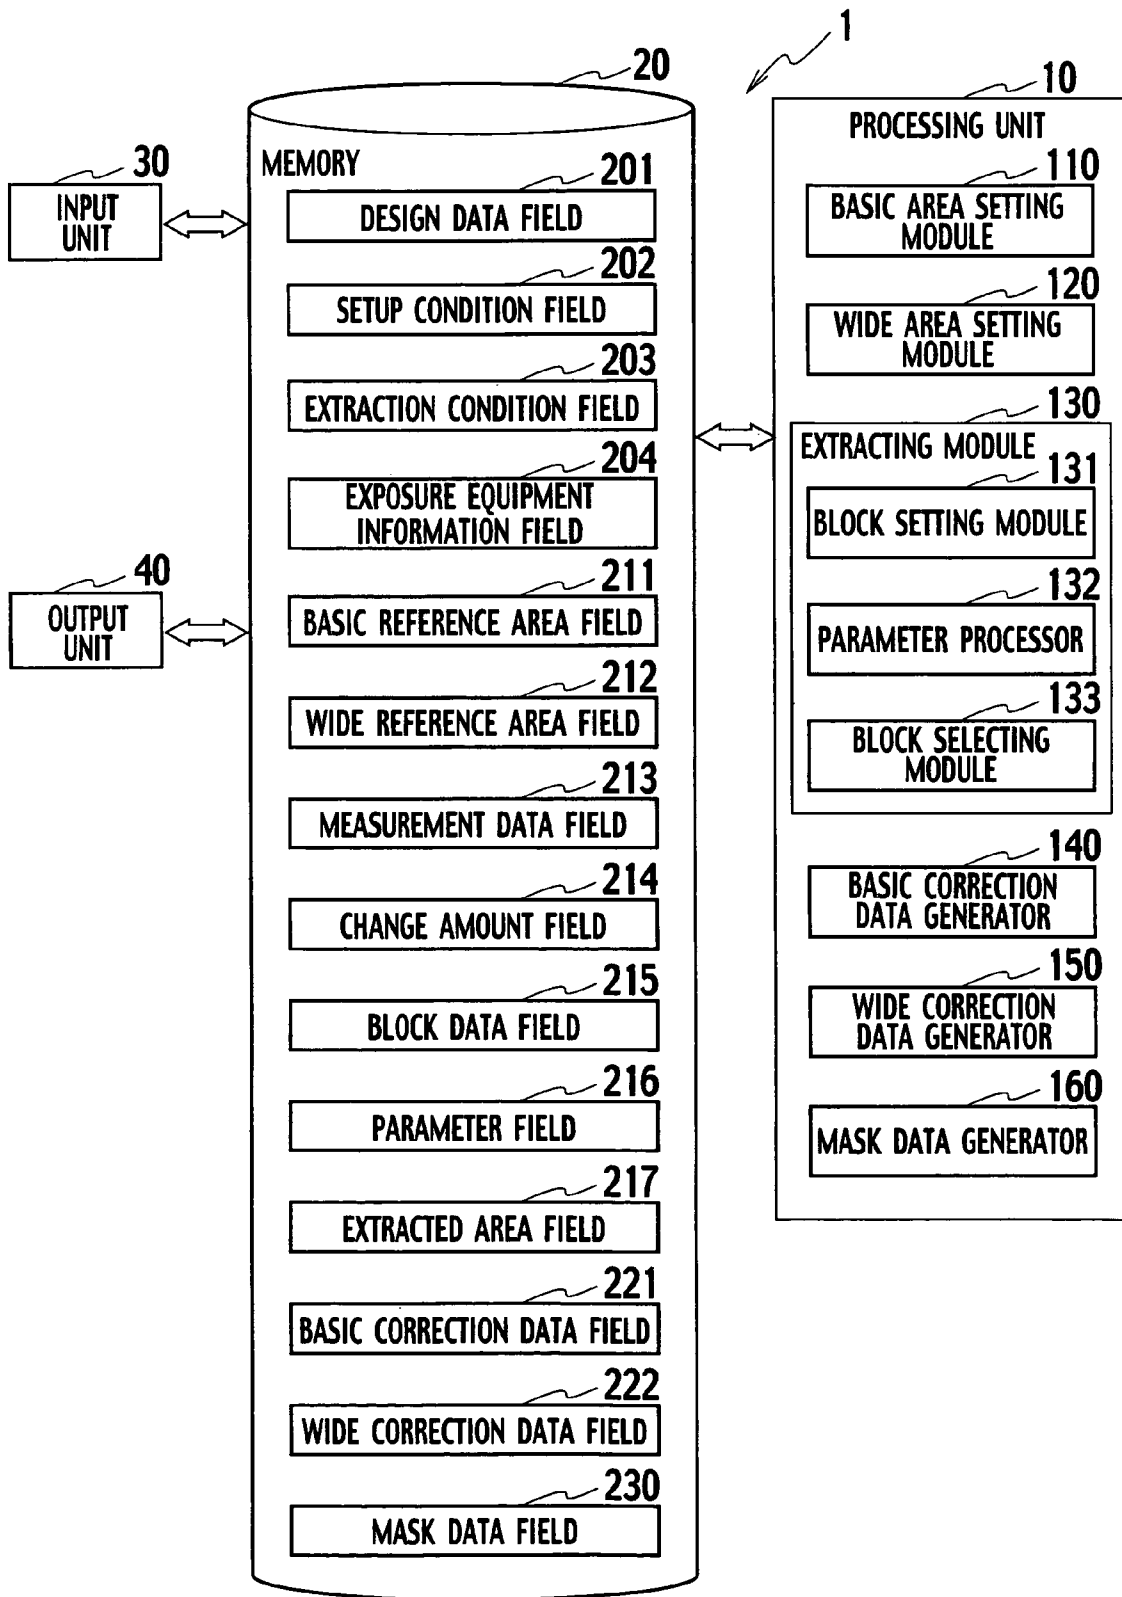 1
20
10
PROCESSING UNIT
MEMORY
30
INPUT
UNIT
201
DESIGN DATA FIELD
202
SETUP CONDITION FIELD
203
EXTRACTION CONDITION FIELD
204
EXPOSURE EQUIPMENT
INFORMATION FIELD
40
OUTPUT
UNIT
211
BASIC REFERENCE AREA FIELD
212
WIDE REFERENCE AREA FIELD
213
MEASUREMENT DATA FIELD
214
CHANGE AMOUNT FIELD
215
BLOCK DATA FIELD
216
PARAMETER FIELD
217
EXTRACTED AREA FIELD
221
BASIC CORRECTION DATA FIELD
222
WIDE CORRECTION DATA FIELD
230
MASK DATA FIELD
110
BASIC AREA SETTING
MODULE
120
WIDE AREA SETTING
MODULE
130
EXTRACTING MODULE
131
BLOCK SETTING MODULE
132
PARAMETER PROCESSOR
133
BLOCK SELECTING
MODULE
140
BASIC CORRECTION
DATA GENERATOR
150
WIDE CORRECTION
DATA GENERATOR
160
MASK DATA GENERATOR